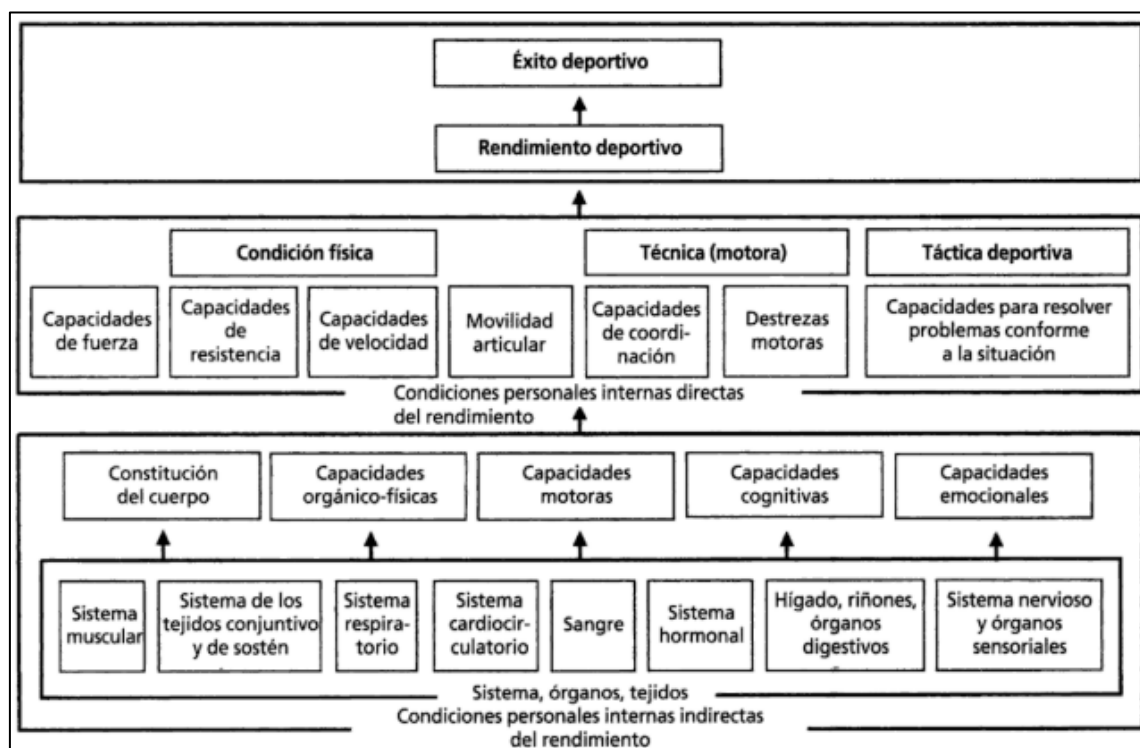 Éxito deportivo
Rendimiento deportivo
Condición física
Técnica (motora)
Táctica deportiva
Capacidades
de fuerza
Capacidades
de
resistencia
Capacidades
de velocidad
Movilidad
articular
Capacidades
de coordi-
nación
Destrezas
motoras
Capacidades para resolver
problemas conforme
a la situación
Condiciones personales internas directas
del rendimiento
Constitución
del cuerpo
Capacidades
orgánico-físicas
Capacidades
motoras
Capacidades
cognitivas
Capacidades
emocionales
Sistema
muscular
Sistema de los
tejidos conjuntivo
y de sostén
Sistema
respira-
torio
Sistema
cardiocir-
culatorio
Sangre
Sistema
hormonal
Hígado, riñones,
órganos
digestivos
Sistema nervioso
y órganos
sensoriales
Sistema, órganos, tejidos
Condiciones personales internas indirectas
del rendimiento